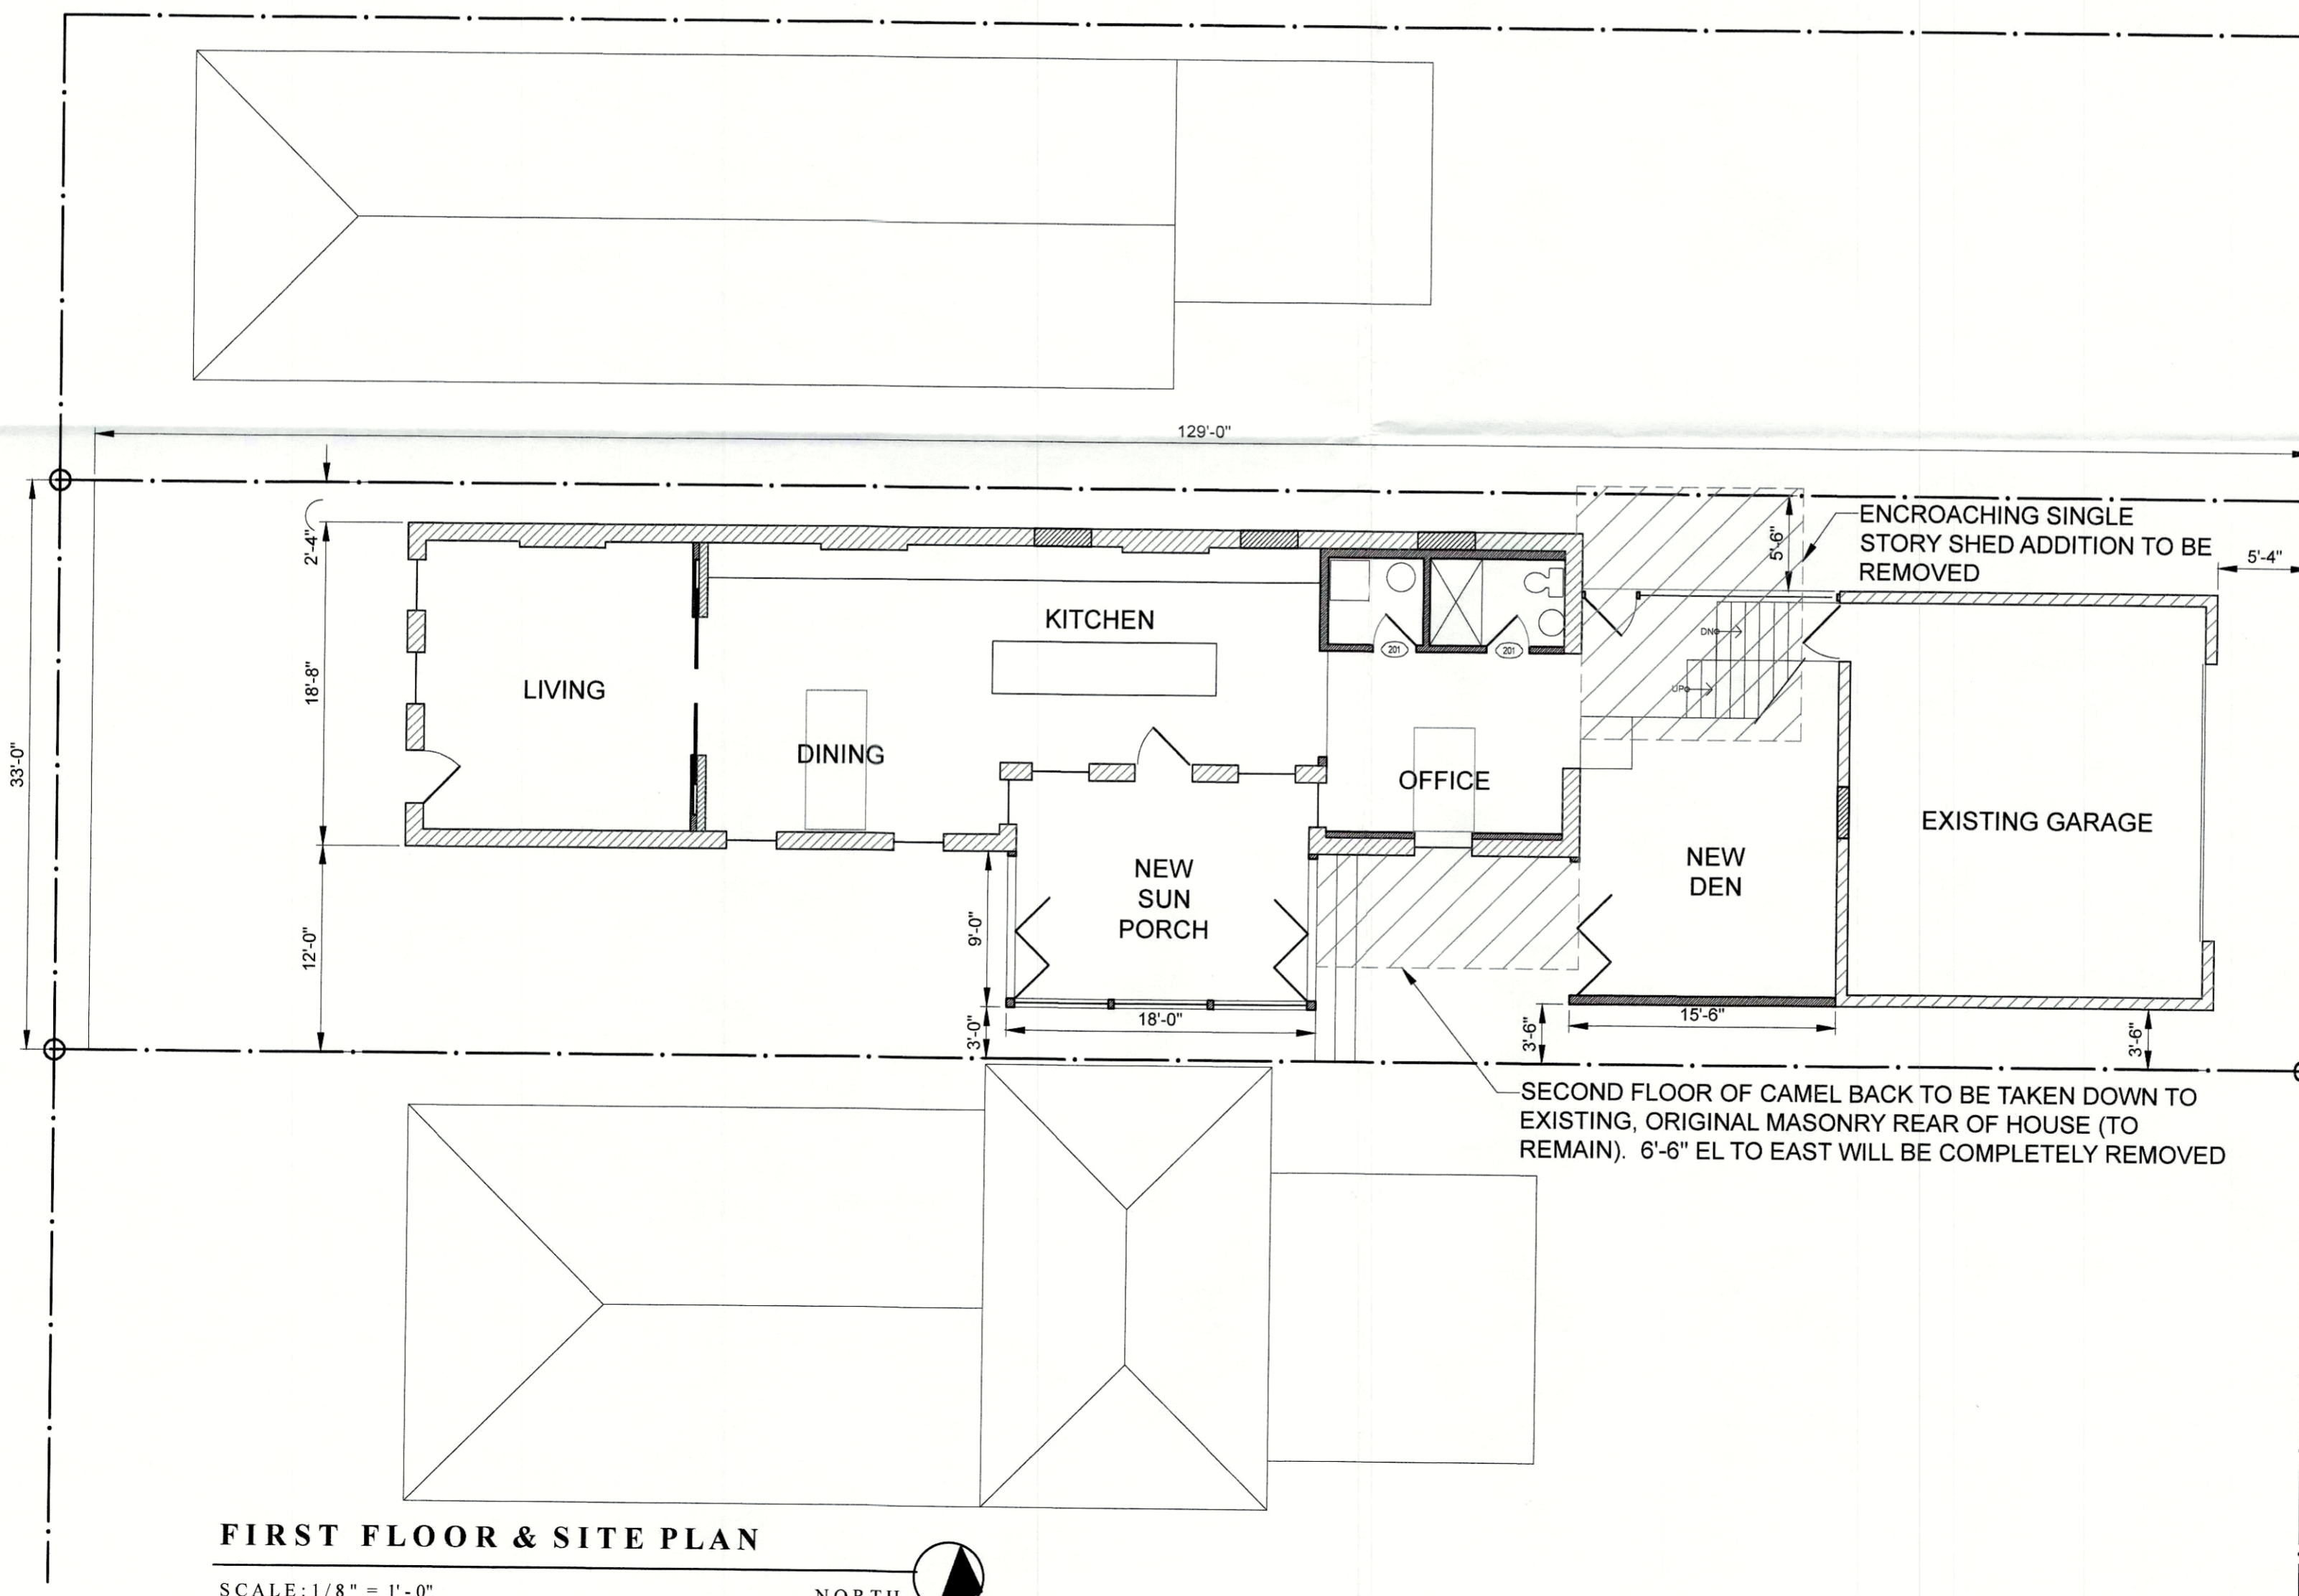 129'-0"
ENCROACHING SINGLE
STORY SHED ADDITION TO BE
REMOVED
5'-6"
5'-4"
2'-4"
18'-8"
33'-0"
12'-0"
LIVING
DINING
KITCHEN
201
201
OFFICE
DN
UP
EXISTING GARAGE
NEW
DEN
NEW
SUN
PORCH
9'-0"
3'-0"
18'-0"
3'-6"
15'-6"
3'-6"
SECOND FLOOR OF CAMEL BACK TO BE TAKEN DOWN TO
EXISTING, ORIGINAL MASONRY REAR OF HOUSE (TO
REMAIN). 6'-6" EL TO EAST WILL BE COMPLETELY REMOVED
FIRST FLOOR & SITE PLAN
SCALE: 1/8" = 1'-0"
NORTH